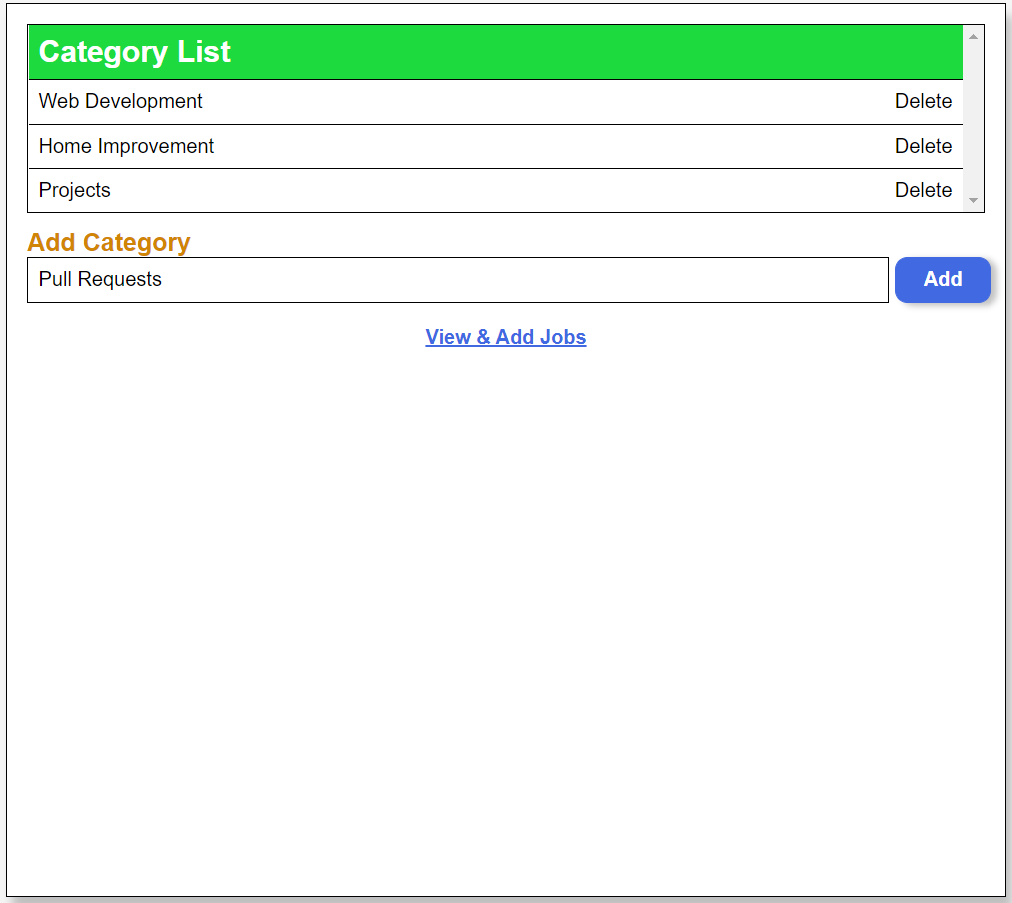 Category List
Web Development Delete
Home Improvement Delete
Projects Delete
Add Category
Pull Requests Add
View & Add Jobs